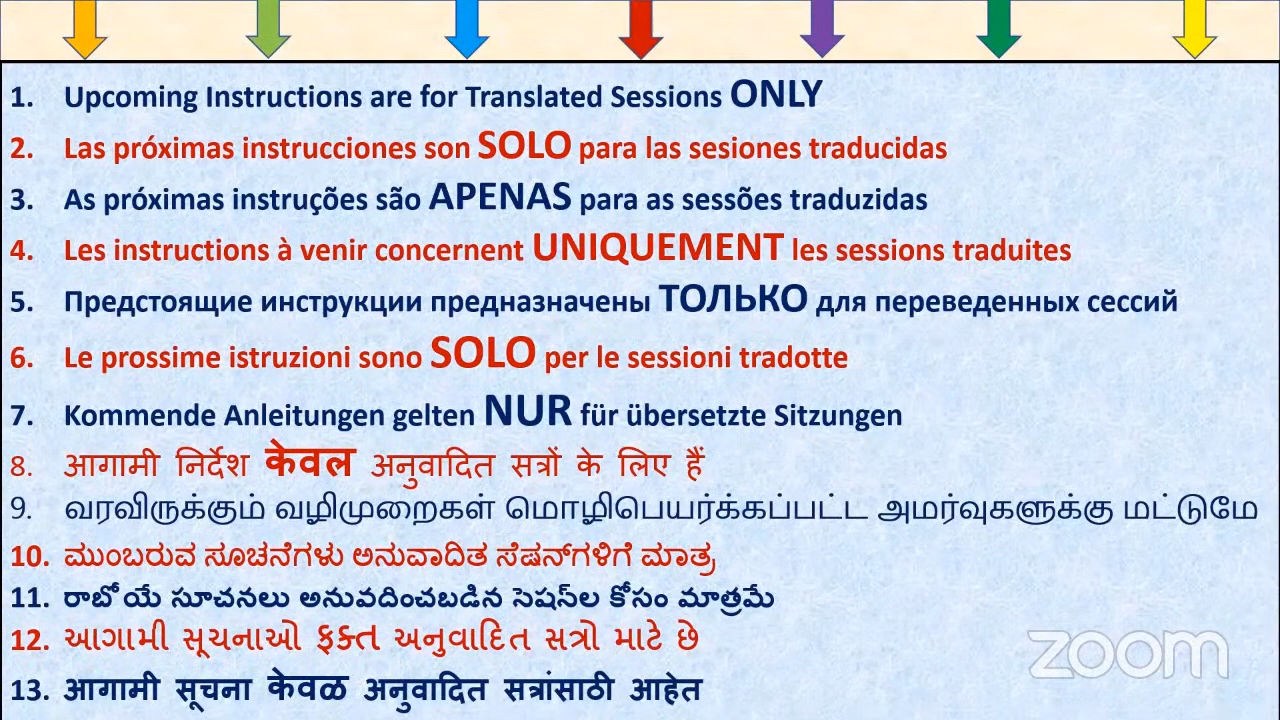 1. Upcoming Instructions are for Translated Sessions ONLY
2. Las próximas instrucciones son SOLO para las sesiones traducidas
3. As próximas instruções são APENAS para as sessões traduzidas
4. Les instructions à venir concernent UNIQUEMENT les sessions traduites
5. Предстоящие инструкции предназначены ТОЛЬКО для переведенных сессий
6. Le prossime istruzioni sono SOLO per le sessioni tradotte
7. Kommende Anleitungen gelten NUR für übersetzte Sitzungen
8. आगामी निर्देश केवल अनुवादित सत्रों के लिए हैं
9. வரவிருக்கும் வழிமுறைகள் மொழிபெயர்க்கப்பட்ட அமர்வுகளுக்கு மட்டுமே
10. ಮುಂಬರುವ ಸೂಚನೆಗಳು ಅನುವಾದಿತ ಸೆಷನ್‌ಗಳಿಗೆ ಮಾತ್ರ
11. రాబోయే సూచనలు అనువదించబడిన సెషన్‌ల కోసం మాత్రమే
12. આગામી સૂચનાઓ ફક્ત અનુવાદિત સત્રો માટે છે
13. आगामी सूचना केवळ अनुवादित सत्रांसाठी आहेत
zoom